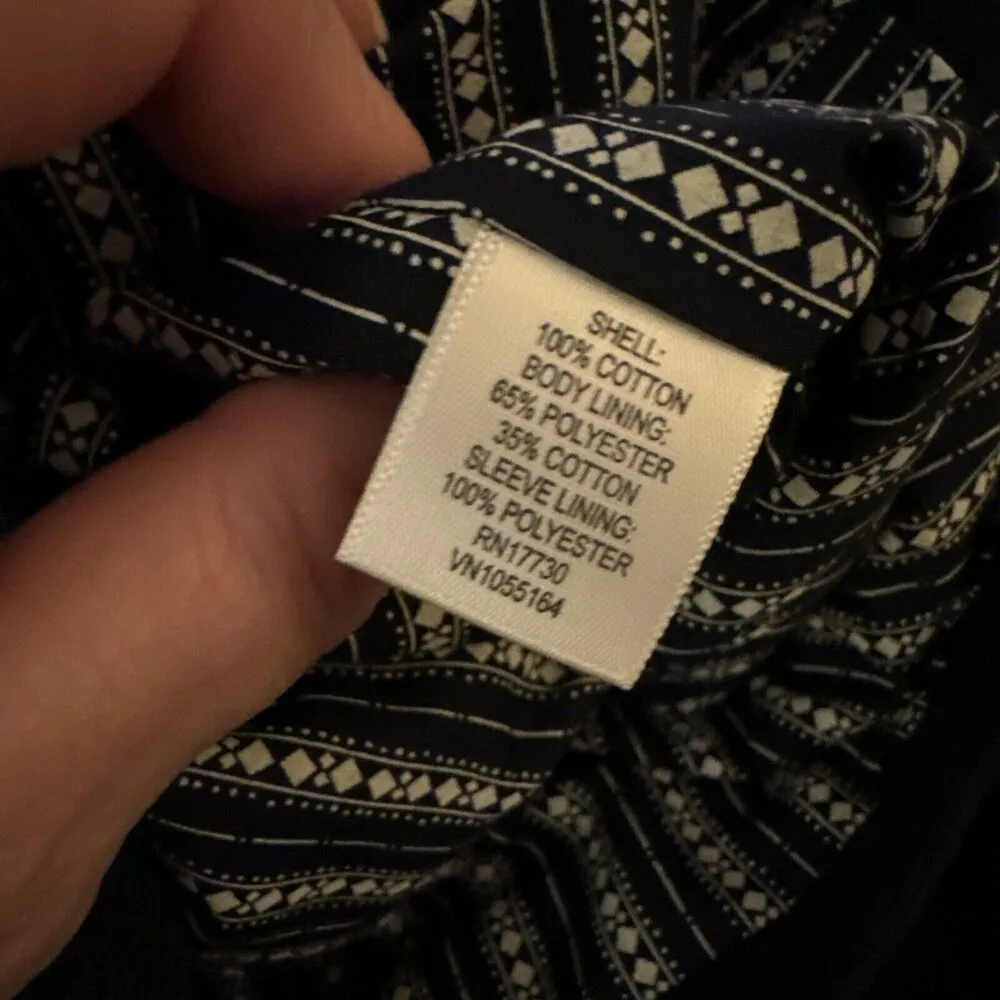 SHELL:
100% COTTON
BODY LINING:
65% POLYESTER
35% COTTON
SLEEVE LINING:
100% POLYESTER
RN17730
VN1055164